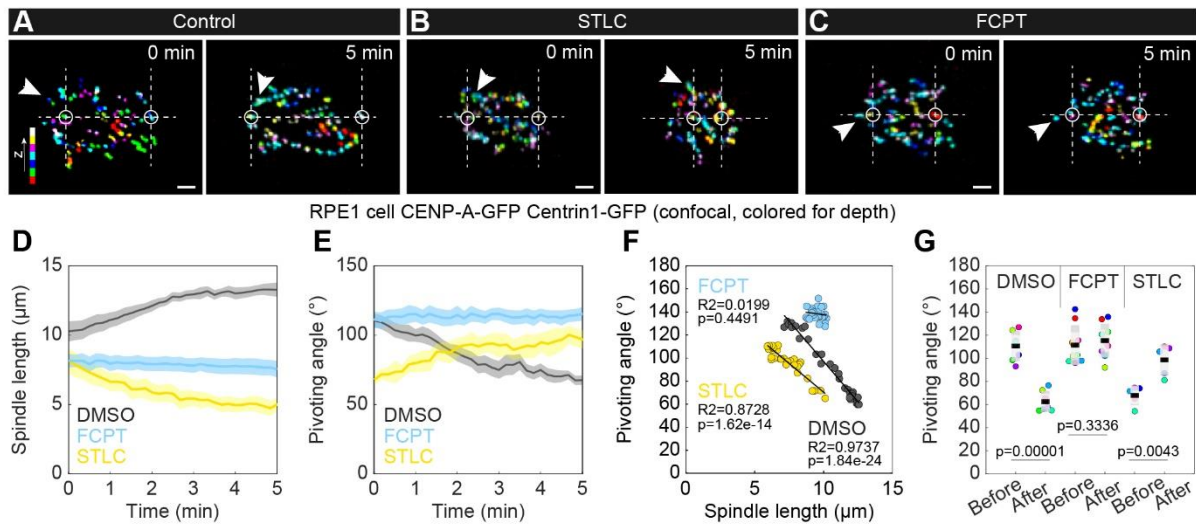 A Control B STLC C FCPT
0 min 5 min 0 min 5 min 0 min 5 min
z
RPE1 cell CENP-A-GFP Centrin1-GFP (confocal, colored for depth)
D
Spindle length (µm)
15
10
5
0
DMSO
FCPT
STLC
0 1 2 3 4 5
Time (min)
E
Pivoting angle (°)
150
100
50
0
DMSO
FCPT
STLC
0 1 2 3 4 5
Time (min)
F
Pivoting angle (°)
180
160
140
120
100
80
60
40
20
0
FCPT
R2=0.0199
p=0.4491
STLC
R2=0.8728
p=1.62e-14
DMSO
R2=0.9737
p=1.84e-24
0 5 10 15
Spindle length (µm)
G
Pivoting angle (°)
180
160
140
120
100
80
60
40
20
0
DMSO FCPT STLC
p=0.3336
p=0.00001 p=0.0043
Before After Before After Before After